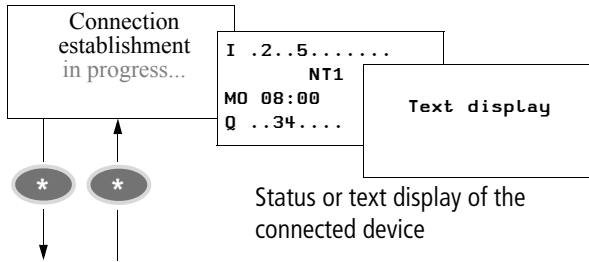 Connection
establishment
in progress...
I .2..5.......
NT1
MO 08:00
Q ..34....
Text display
* *
Status or text display of the
connected device